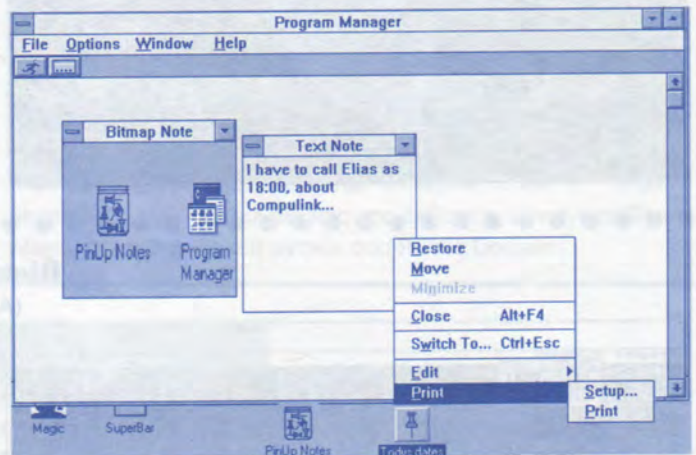 Program Manager
File Options Window Help
Bitmap Note
PinUp Notes
Program
Manager
Text Note
I have to call Elias as
18:00, about
Compulink...
Restore
Move
Minimize
Close Alt+F4
Switch To... Ctrl+Esc
Edit
Print
Setup...
Print
Magic
SuperBar
PinUp Notes